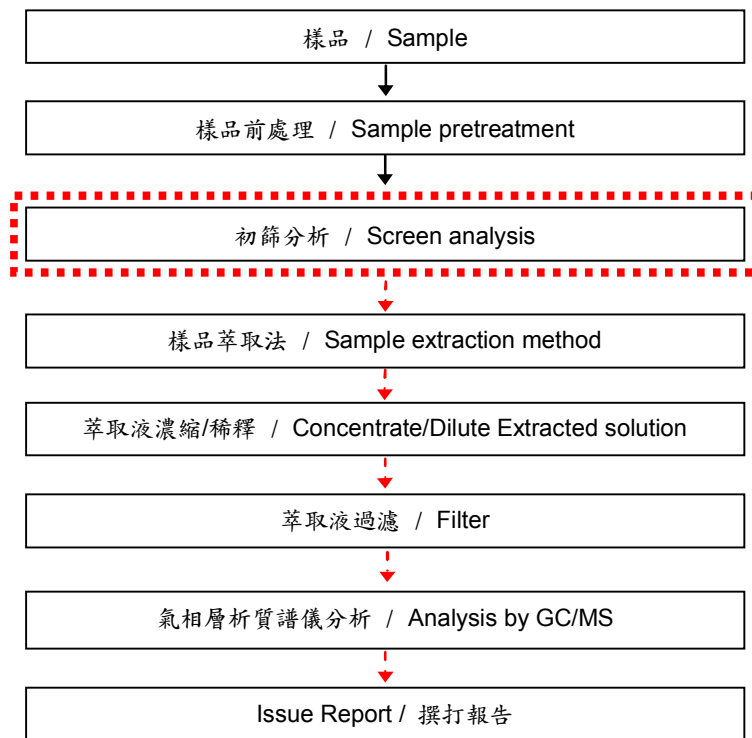 樣品 / Sample
樣品前處理 / Sample pretreatment
初篩分析 / Screen analysis
樣品萃取法 / Sample extraction method
萃取液濃縮/稀釋 / Concentrate/Dilute Extracted solution
萃取液過濾 / Filter
氣相層析質譜儀分析 / Analysis by GC/MS
Issue Report / 撰打報告